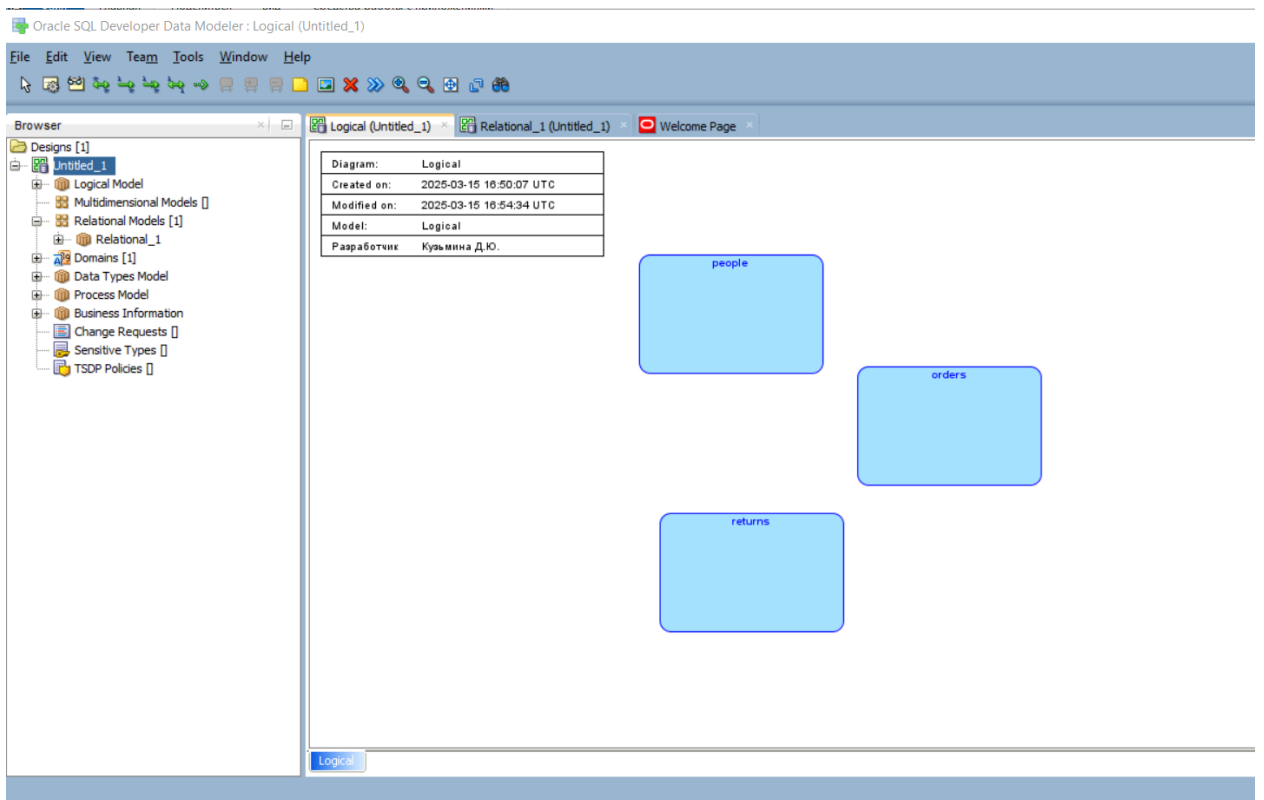 Oracle SQL Developer Data Modeler : Logical (Untitled_1)
File Edit View Team Tools Window Help
Browser
Designs [1]
Untitled_1
Logical Model
Multidimensional Models []
Relational Models [1]
Relational_1
Domains [1]
Data Types Model
Process Model
Business Information
Change Requests []
Sensitive Types []
TSDP Policies []
Logical (Untitled_1) Relational_1 (Untitled_1) Welcome Page
Diagram: Logical
Created on: 2025-03-15 16:50:07 UTC
Modified on: 2025-03-15 16:54:34 UTC
Model: Logical
Разработчик Кузьмина Д.Ю.
people
orders
returns
Logical